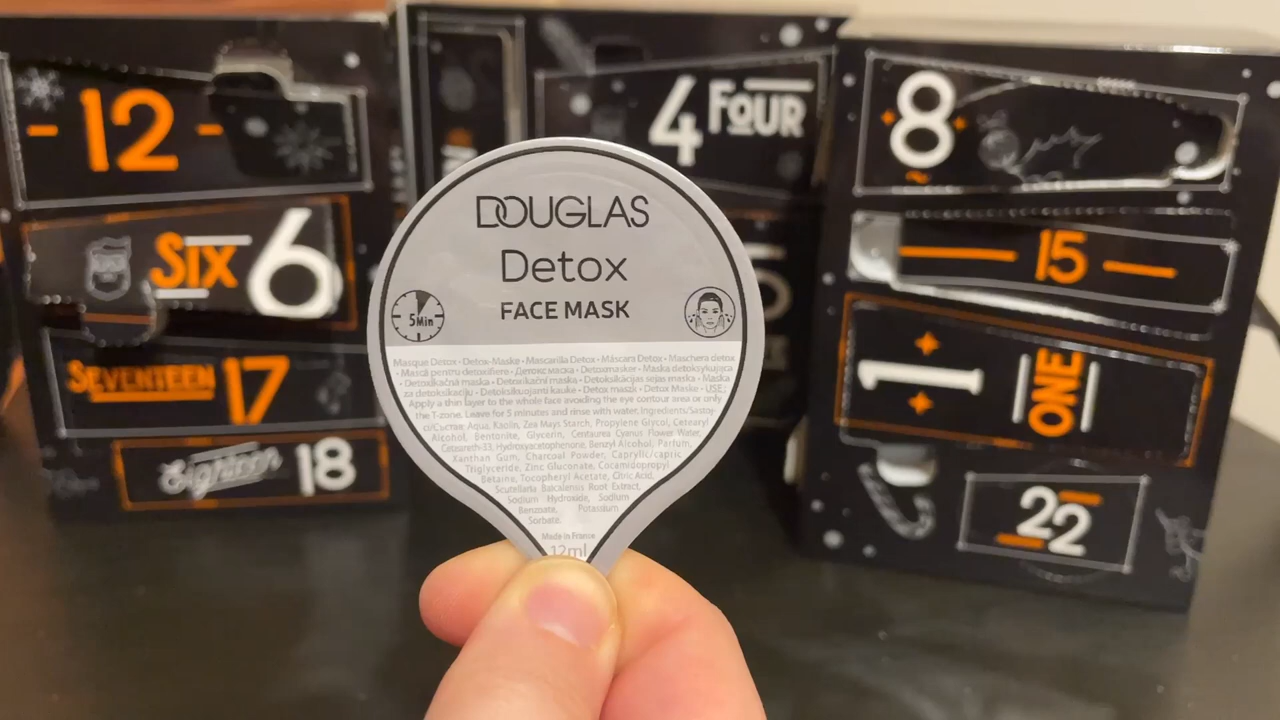 12
4 FOUR
8
SIX 6
15
SEVENTEEN 17
1 ONE
Eighteen 18
22
DOUGLAS
Detox
FACE MASK
5Min
Masque Detox • Detox-Maske • Mascarilla Detox • Máscara Detox • Maschera detox
• Mască pentru detoxifiere • Детокс маска • Detoxmasker • Maska detoksykująca
• Detoxikačná maska • Detoxikační maska • Detoksikācijas sejas maska • Maska
za detoksikaciju • Detoksikuojanti kaukė • Detox maszk • Detox Maske • USE:
Apply a thin layer to the whole face avoiding the eye contour area or only
the T-zone. Leave for 5 minutes and rinse with water. Ingredients/Sastoj-
ci/Състав: Aqua, Kaolin, Zea Mays Starch, Propylene Glycol, Cetearyl
Alcohol, Bentonite, Glycerin, Centaurea Cyanus Flower Water,
Ceteareth-33, Hydroxyacetophenone, Benzyl Alcohol, Parfum,
Xanthan Gum, Charcoal Powder, Caprylic/capric
Triglyceride, Zinc Gluconate, Cocamidopropyl
Betaine, Tocopheryl Acetate, Citric Acid,
Scutellaria Baicalensis Root Extract,
Sodium Hydroxide, Sodium
Benzoate, Potassium
Sorbate.
Made in France
12ml